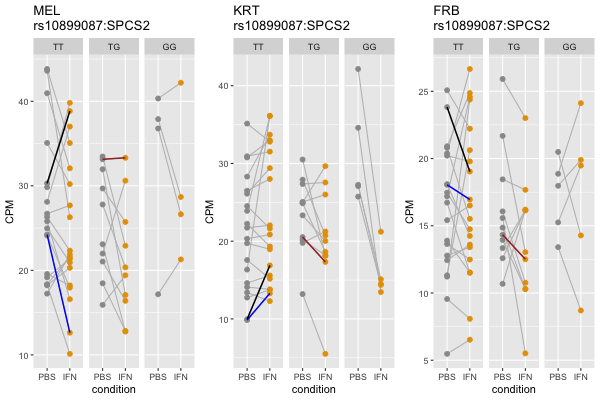 MEL
rs10899087:SPCS2
TT TG GG
CPM
40
30
20
10
PBS IFN PBS IFN PBS IFN
condition
KRT
rs10899087:SPCS2
TT TG GG
CPM
40
30
20
10
PBS IFN PBS IFN PBS IFN
condition
FRB
rs10899087:SPCS2
TT TG GG
CPM
25
20
15
10
5
PBS IFN PBS IFN PBS IFN
condition